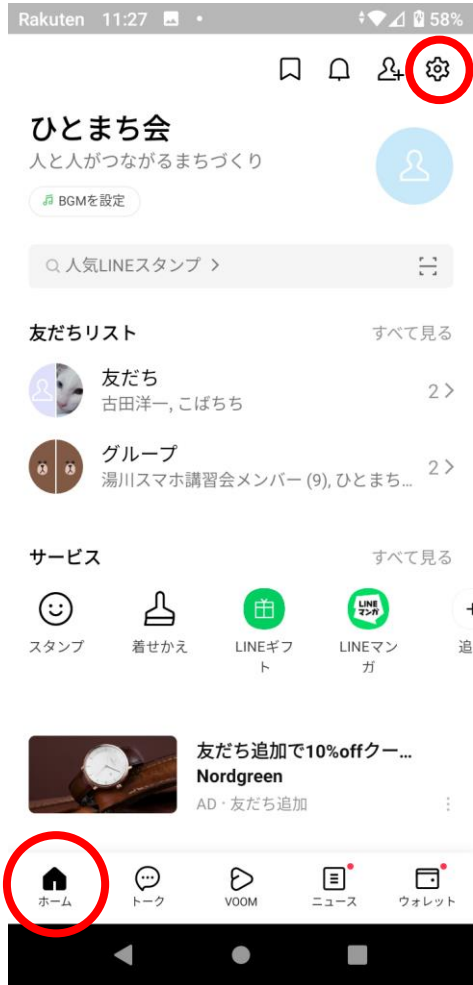 Rakuten 11:27 58%
ひとまち会
人と人がつながるまちづくり
BGMを設定
人気LINEスタンプ
友だちリスト すべて見る
友だち
古田洋一, こばちち 2
グループ
湯川スマホ講習会メンバー (9), ひとまち... 2
サービス すべて見る
スタンプ 着せかえ LINEギフ LINEマン 追
ト ガ
LINE
マンガ
友だち追加で10%offクー...
Nordgreen
AD・友だち追加
ホーム トーク VOOM ニュース ウォレット